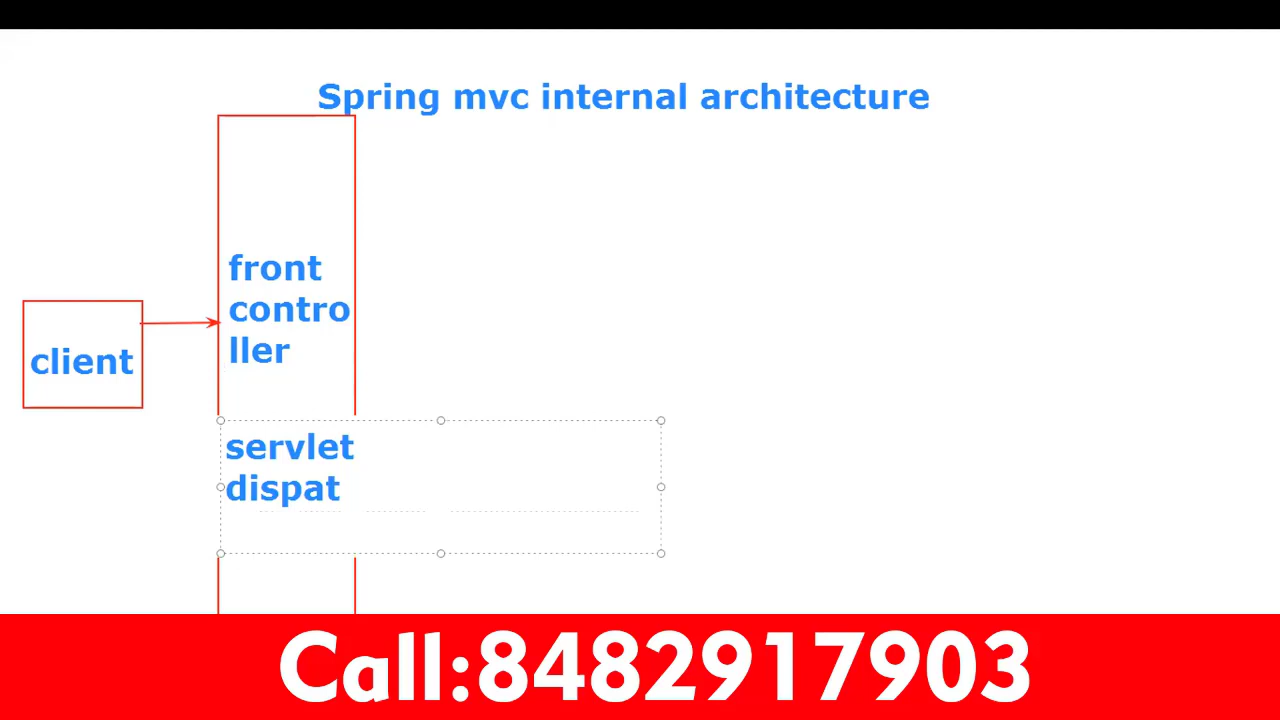 Spring mvc internal architecture
front
contro
ller
client
servlet
dispat
Call:8482917903